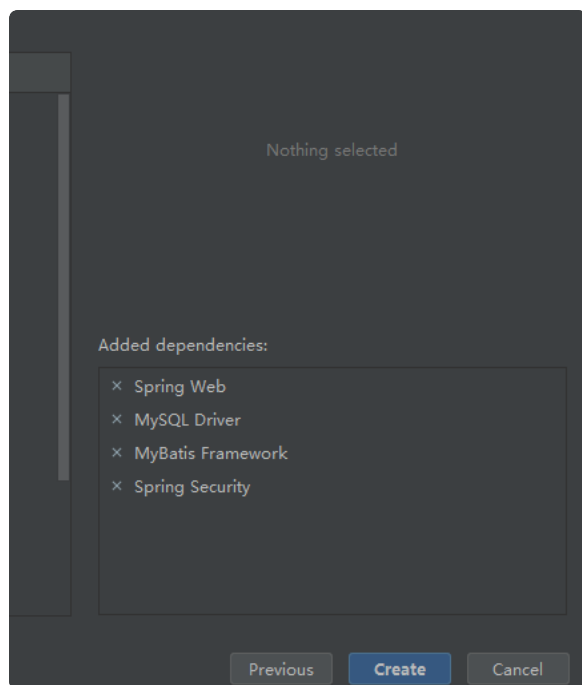 Nothing selected
Added dependencies:
× Spring Web
× MySQL Driver
× MyBatis Framework
× Spring Security
Previous Create Cancel